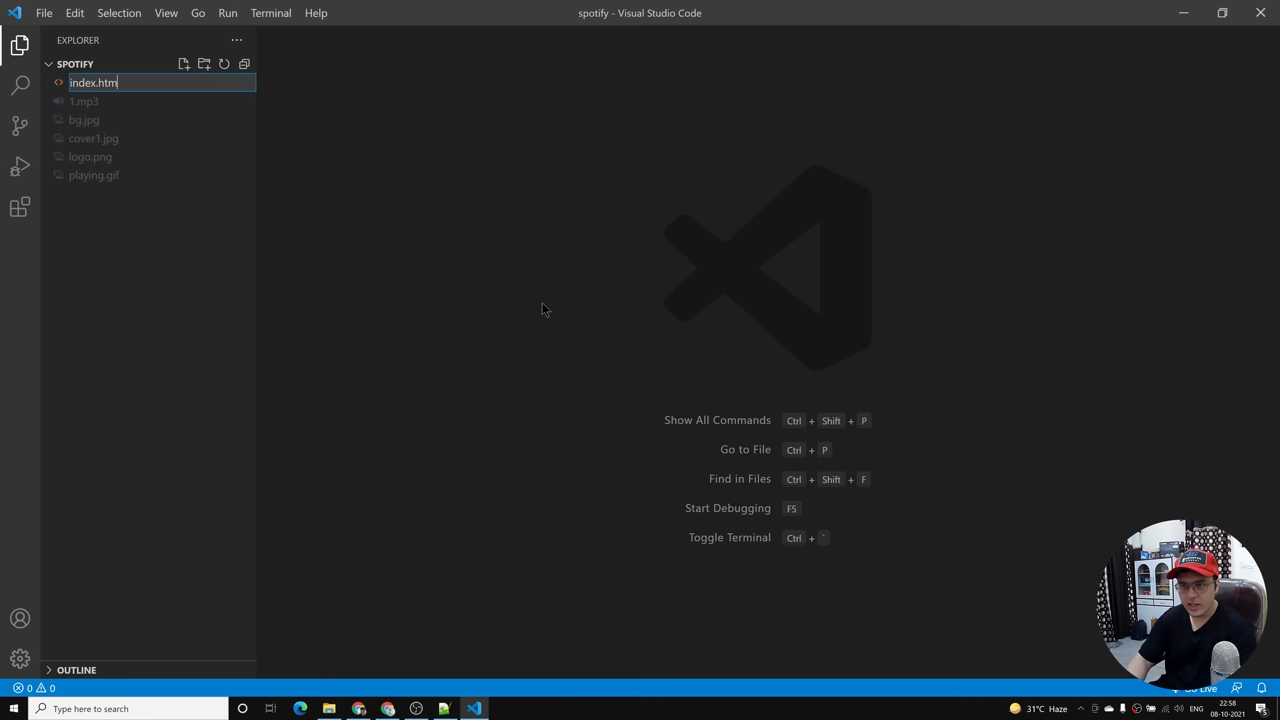 File Edit Selection View Go Run Terminal Help
spotify - Visual Studio Code
EXPLORER
SPOTIFY
index.htm
1.mp3
bg.jpg
cover1.jpg
logo.png
playing.gif
Show All Commands Ctrl + Shift + P
Go to File Ctrl + P
Find in Files Ctrl + Shift + F
Start Debugging F5
Toggle Terminal Ctrl + `
OUTLINE
0 0
Go Live
Type here to search
31°C Haze
ENG
22:58
08-10-2021
5